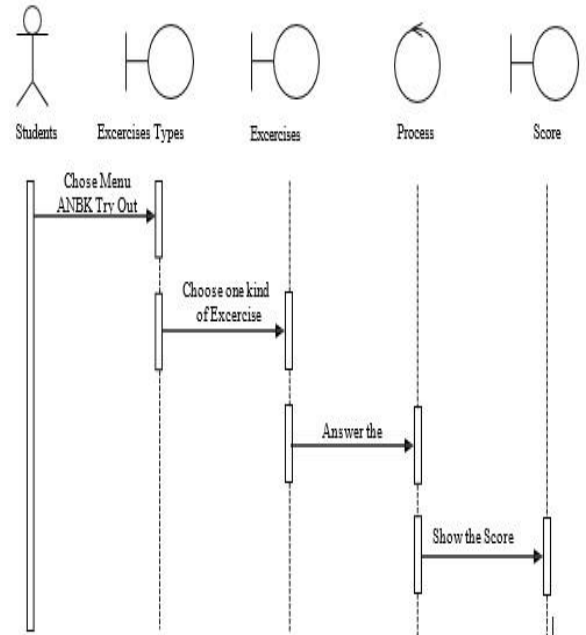 Students
Excercises Types
Excercises
Process
Score
Chose Menu
ANBK Try Out
Choose one kind
of Excercise
Answer the
Show the Score